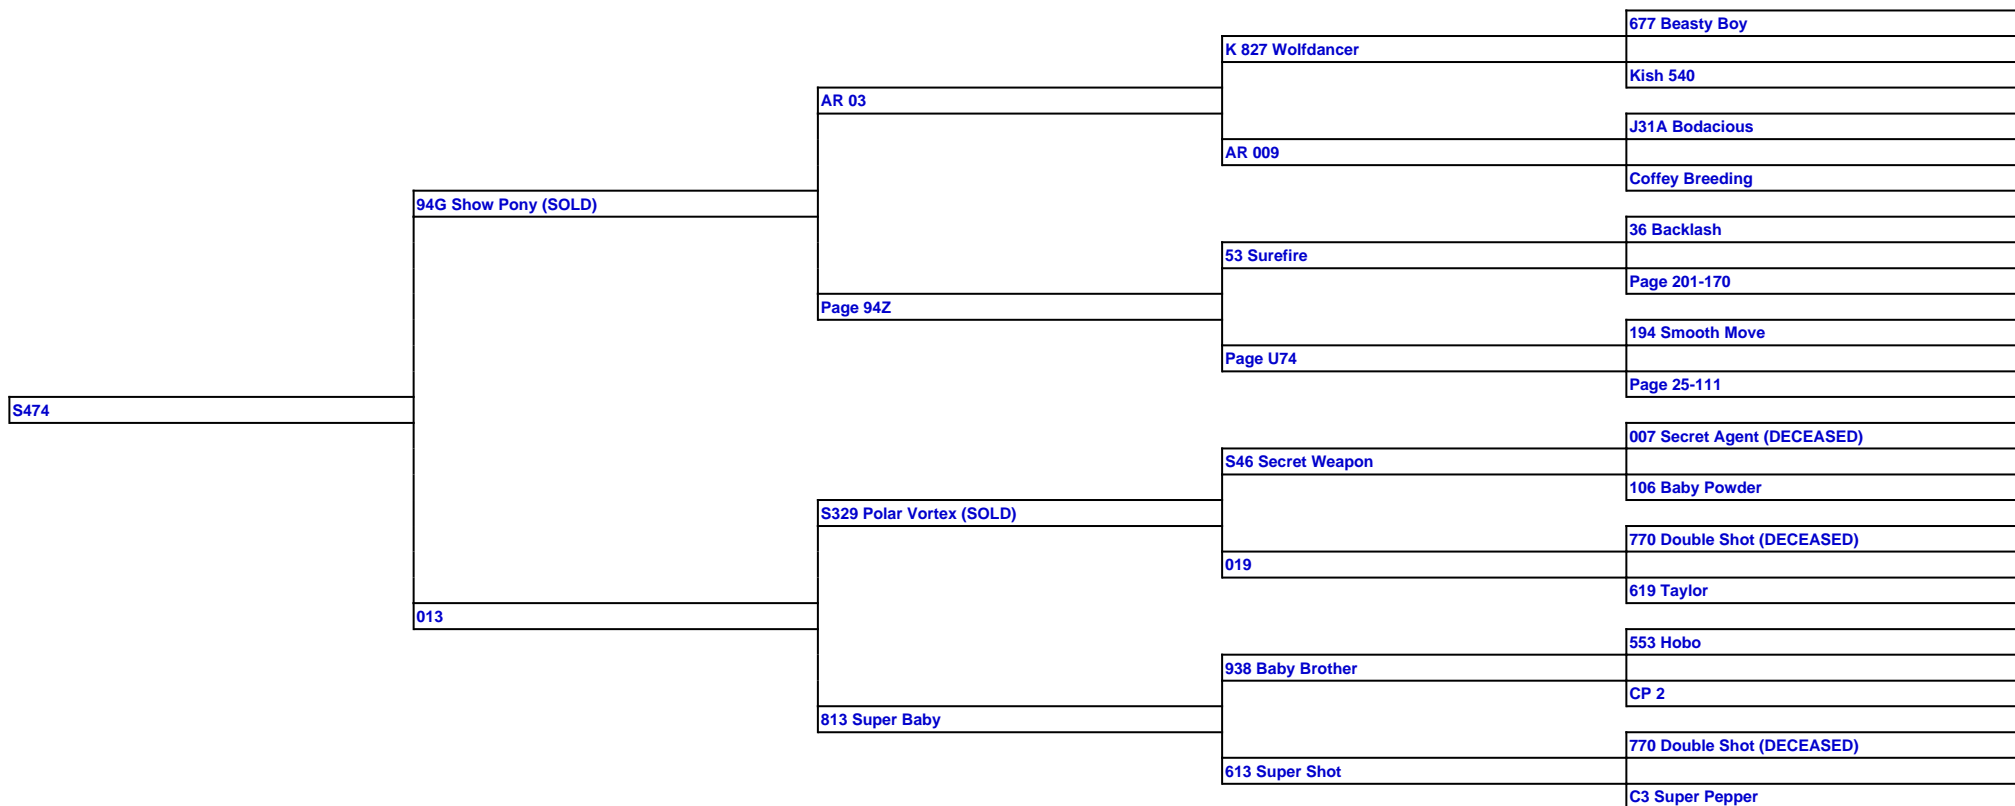 677 Beasty Boy
K 827 Wolfdancer
Kish 540
AR 03
J31A Bodacious
AR 009
Coffey Breeding
94G Show Pony (SOLD)
36 Backlash
53 Surefire
Page 201-170
Page 94Z
194 Smooth Move
Page U74
Page 25-111
S474
007 Secret Agent (DECEASED)
S46 Secret Weapon
106 Baby Powder
S329 Polar Vortex (SOLD)
770 Double Shot (DECEASED)
019
619 Taylor
013
553 Hobo
938 Baby Brother
CP 2
813 Super Baby
770 Double Shot (DECEASED)
613 Super Shot
C3 Super Pepper